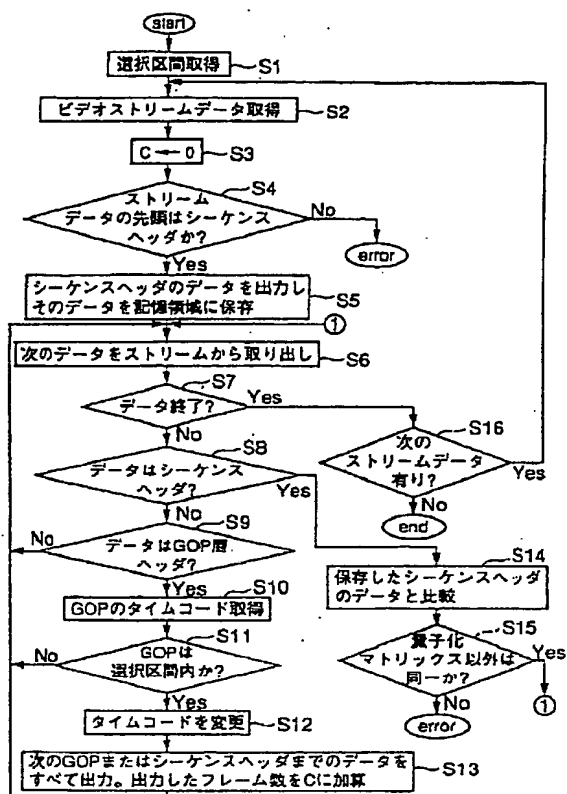 start
選択区間取得
S1
ビデオストリームデータ取得
S2
C ← 0
S3
S4
ストリーム
データの先頭はシーケンス
ヘッダか?
No
error
Yes
シーケンスヘッダのデータを出力し
そのデータを記憶領域に保存
S5
①
次のデータをストリームから取り出し
S6
S7
データ終了?
Yes
No
S16
次の
ストリームデータ
有り?
Yes
No
end
S8
データはシーケンス
ヘッダ?
Yes
No
S9
データはGOP層
ヘッダ?
No
Yes
S10
GOPのタイムコード取得
S14
保存したシーケンスヘッダ
のデータと比較
S11
GOPは
選択区間内か?
No
Yes
S15
量子化
マトリックス以外は
同一か?
Yes
①
No
error
S12
タイムコードを変更
次のGOPまたはシーケンスヘッダまでのデータを
すべて出力。出力したフレーム数をCに加算
S13